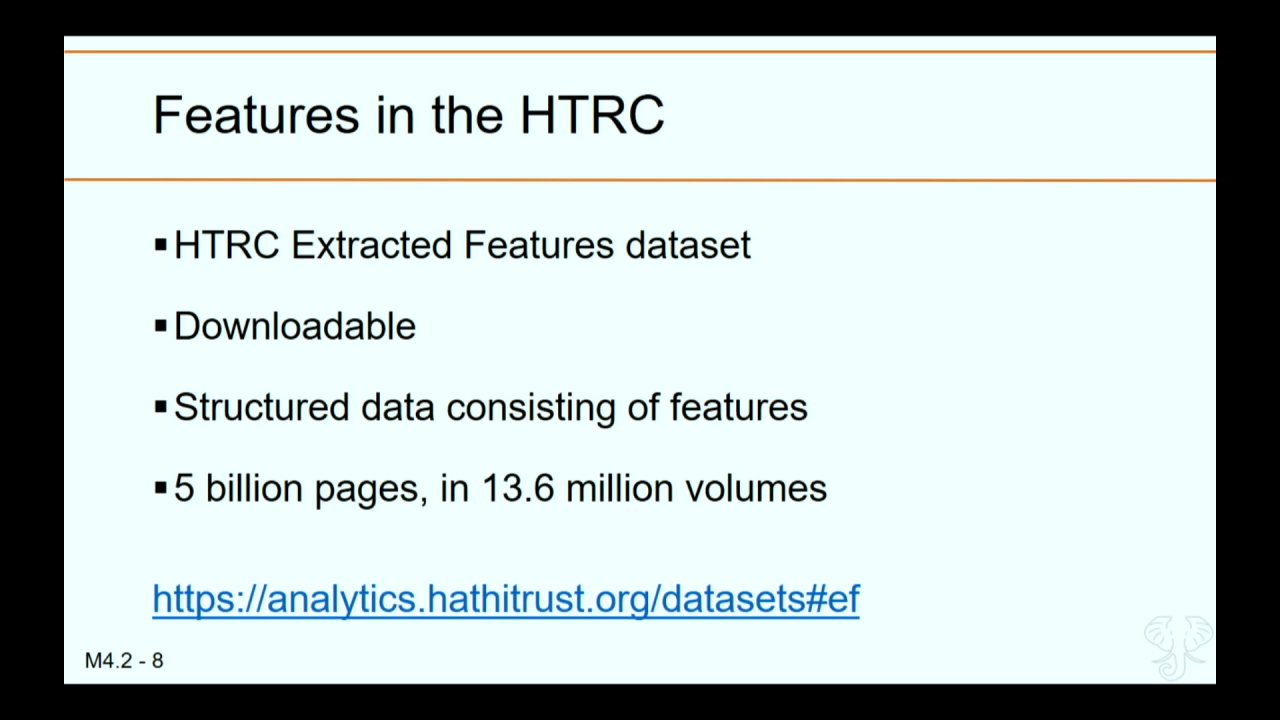 Features in the HTRC
▪HTRC Extracted Features dataset
▪Downloadable
▪Structured data consisting of features
▪5 billion pages, in 13.6 million volumes
https://analytics.hathitrust.org/datasets#ef
M4.2 - 8